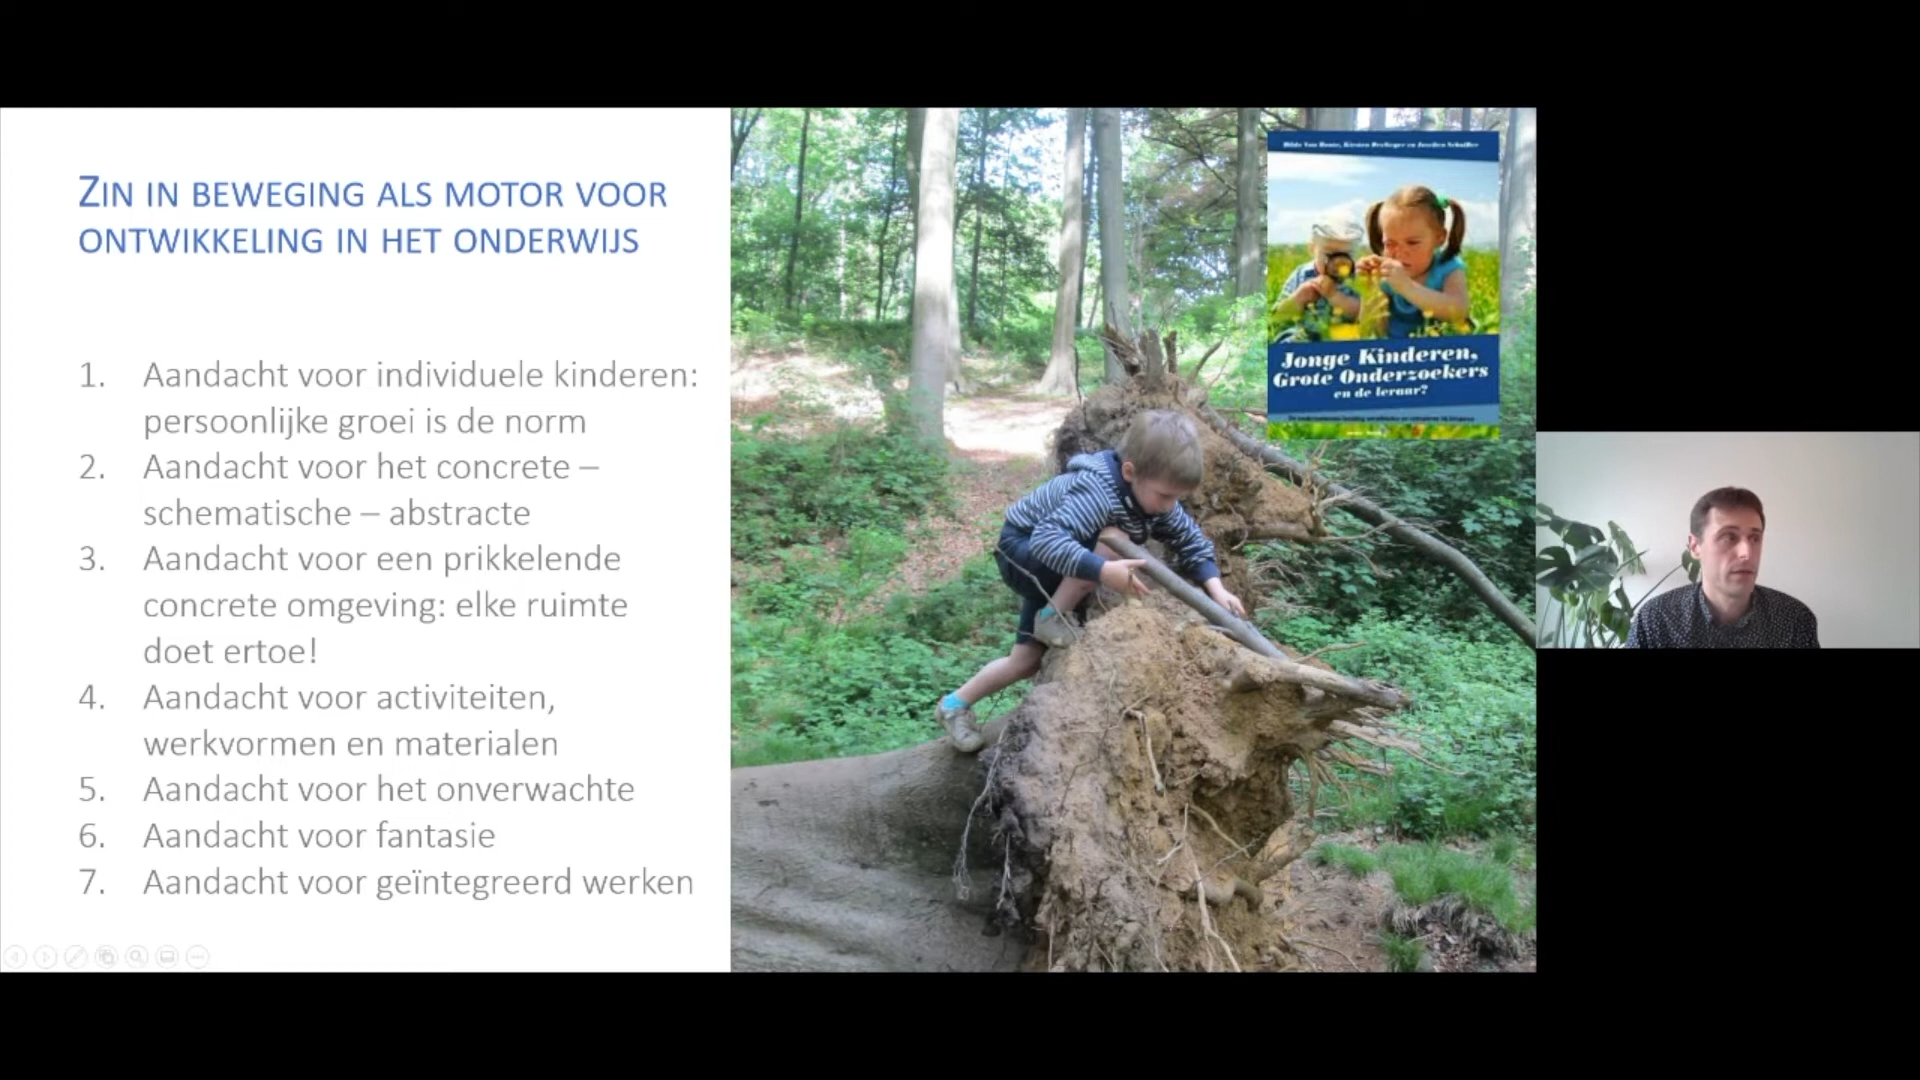 ZIN IN BEWEGING ALS MOTOR VOOR
ONTWIKKELING IN HET ONDERWIJS
1. Aandacht voor individuele kinderen:
persoonlijke groei is de norm
2. Aandacht voor het concrete –
schematische – abstracte
3. Aandacht voor een prikkelende
concrete omgeving: elke ruimte
doet ertoe!
4. Aandacht voor activiteiten,
werkvormen en materialen
5. Aandacht voor het onverwachte
6. Aandacht voor fantasie
7. Aandacht voor geïntegreerd werken
Jonge Kinderen,
Grote Onderzoekers
en de leraar?